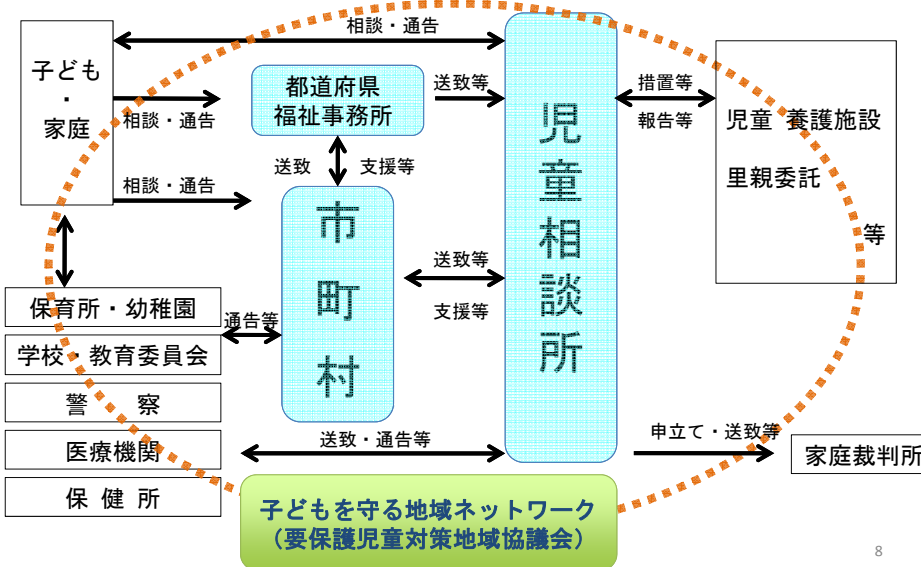 相談・通告
子ども
・
家庭
相談・通告
相談・通告
都道府県
福祉事務所
送致等
送致
支援等
市町村
送致等
支援等
児童相談所
措置等
報告等
児童 養護施設
里親委託
等
保育所・幼稚園
学校・教育委員会
警 察
医療機関
保 健 所
通告等
送致・通告等
申立て・送致等
家庭裁判所
子どもを守る地域ネットワーク
（要保護児童対策地域協議会）
8